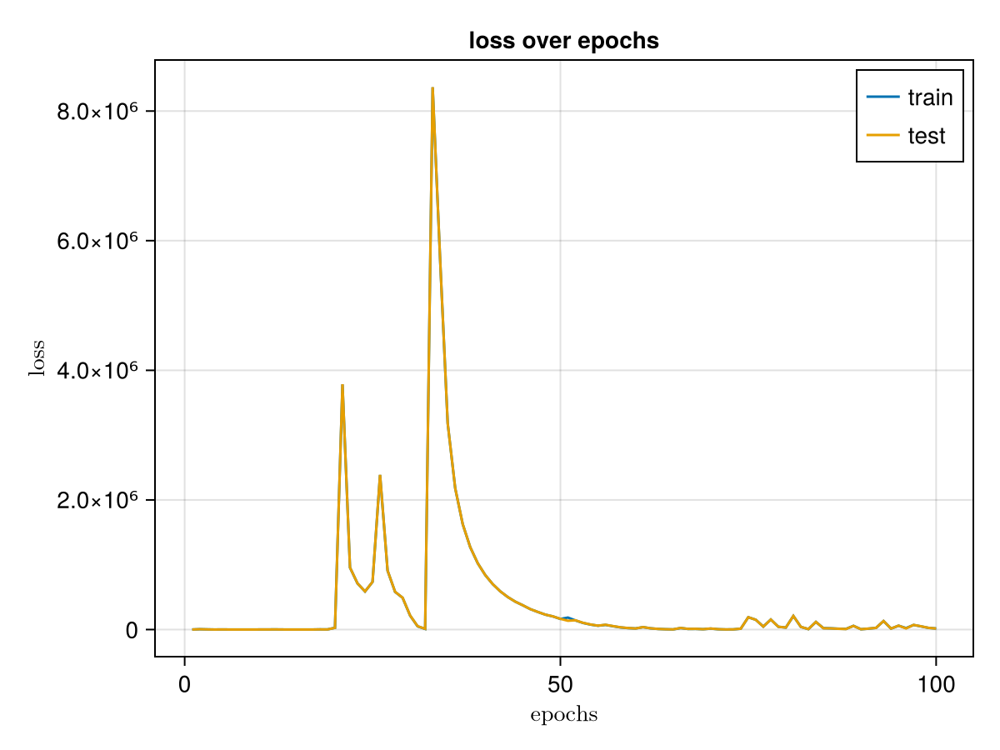 loss over epochs
train
test
8.0×10⁶
6.0×10⁶
4.0×10⁶
2.0×10⁶
0
loss
0
50
100
epochs